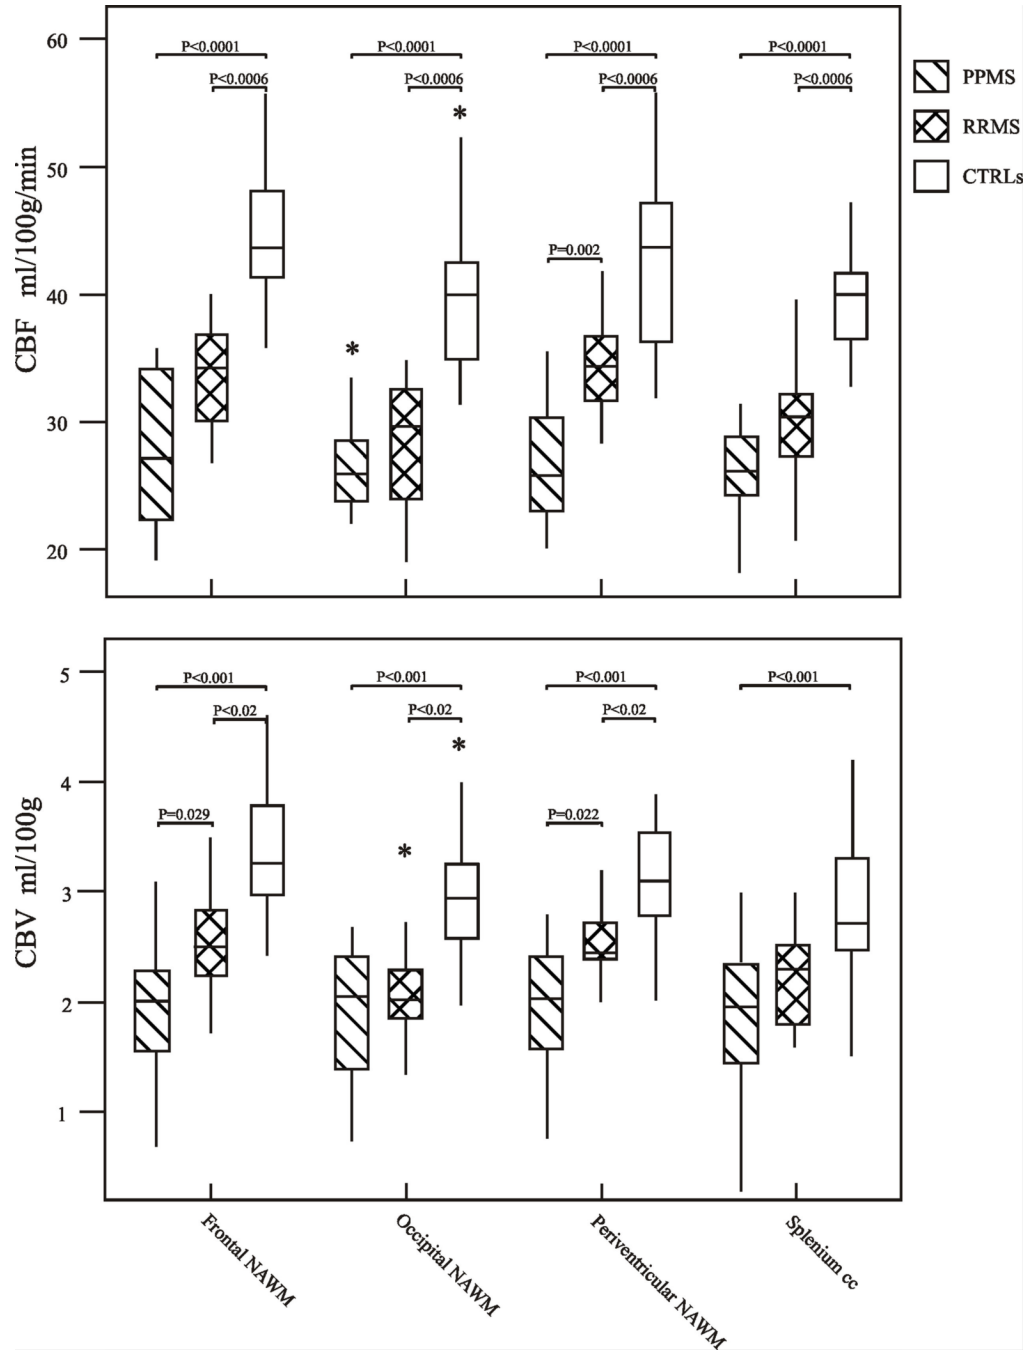 60
P<0.0001 P<0.0001 P<0.0001 P<0.0001
P<0.0006 P<0.0006 P<0.0006 P<0.0006
PPMS
*
RRMS
50
CTRLs
P=0.002
40
*
30
20
CBF ml/100g/min
5
P<0.001 P<0.001 P<0.001 P<0.001
P<0.02 P<0.02 P<0.02
*
4
P=0.029 P=0.022
*
3
2
1
CBV ml/100g
Frontal NAWM
Occipital NAWM
Periventricular NAWM
Splenium cc